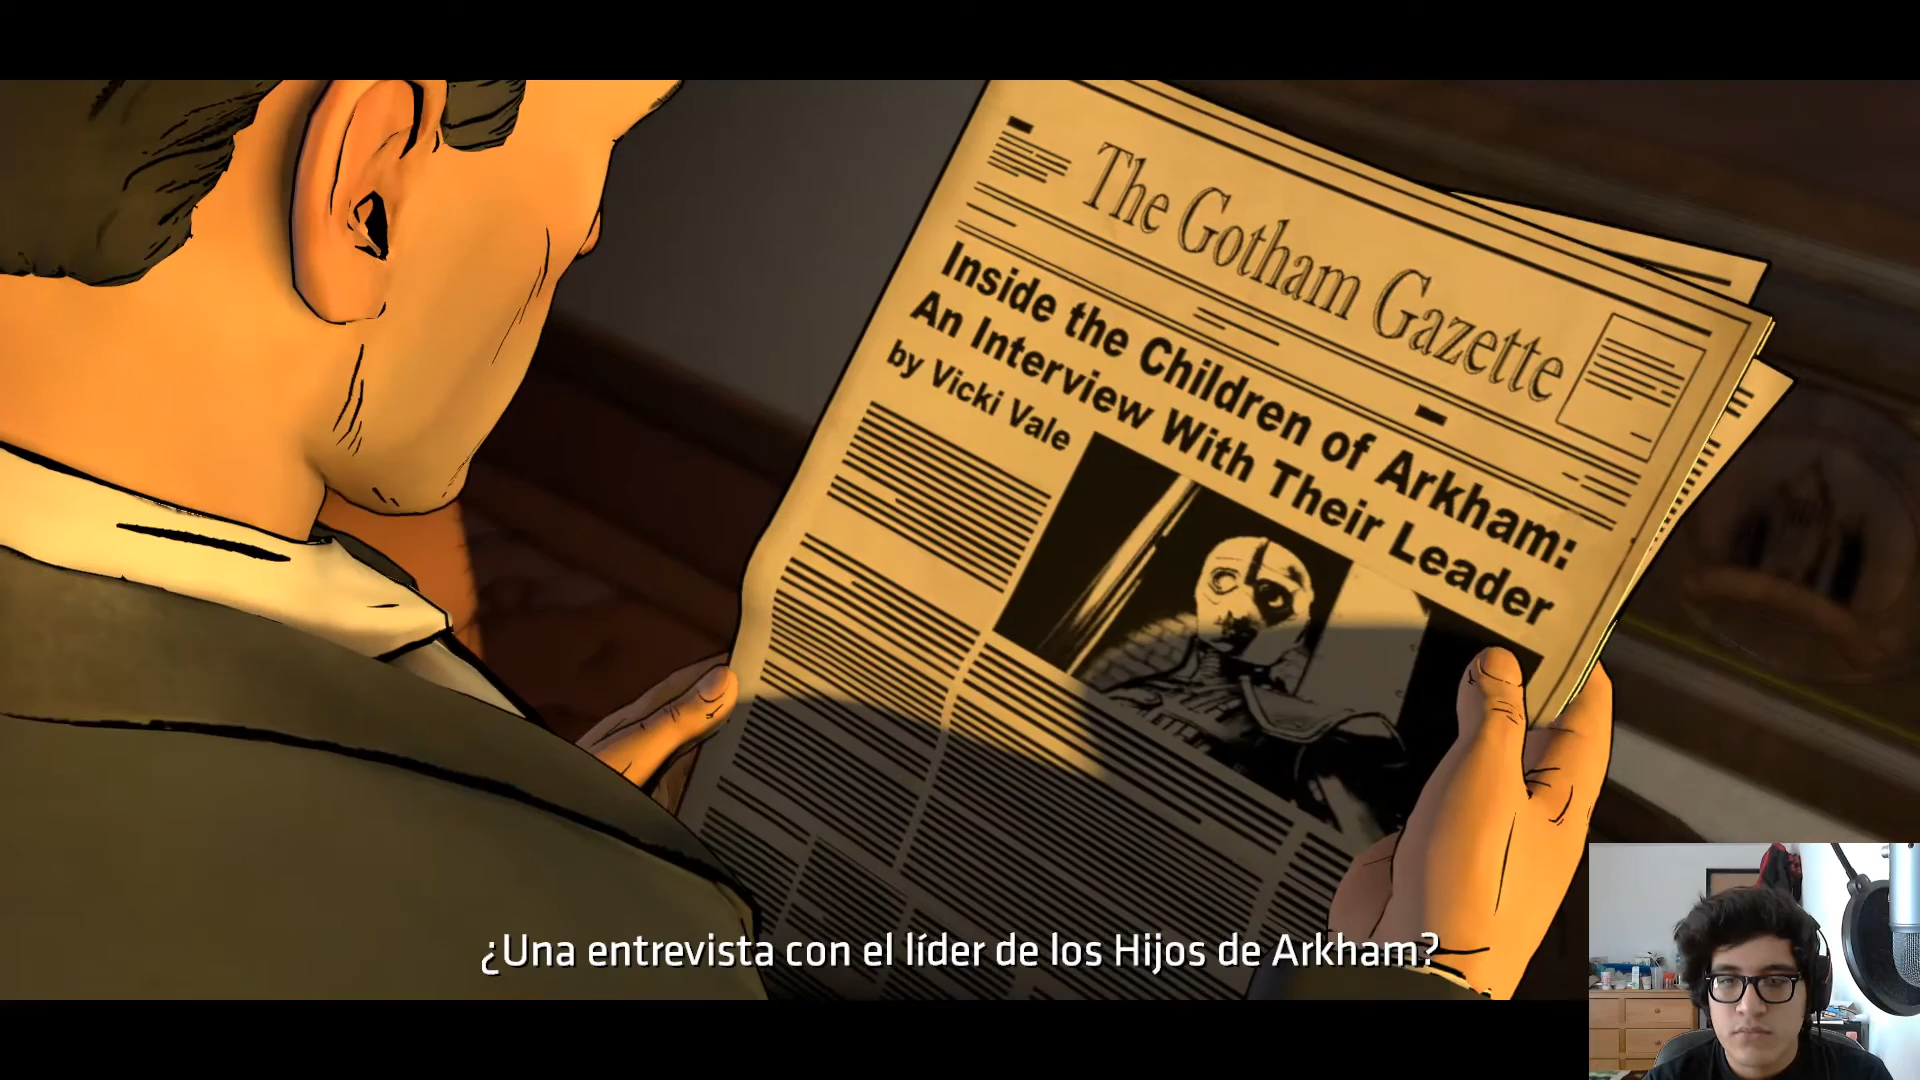 The Gotham Gazette
Inside the Children of Arkham:
An Interview With Their Leader
by Vicki Vale
¿Una entrevista con el líder de los Hijos de Arkham?